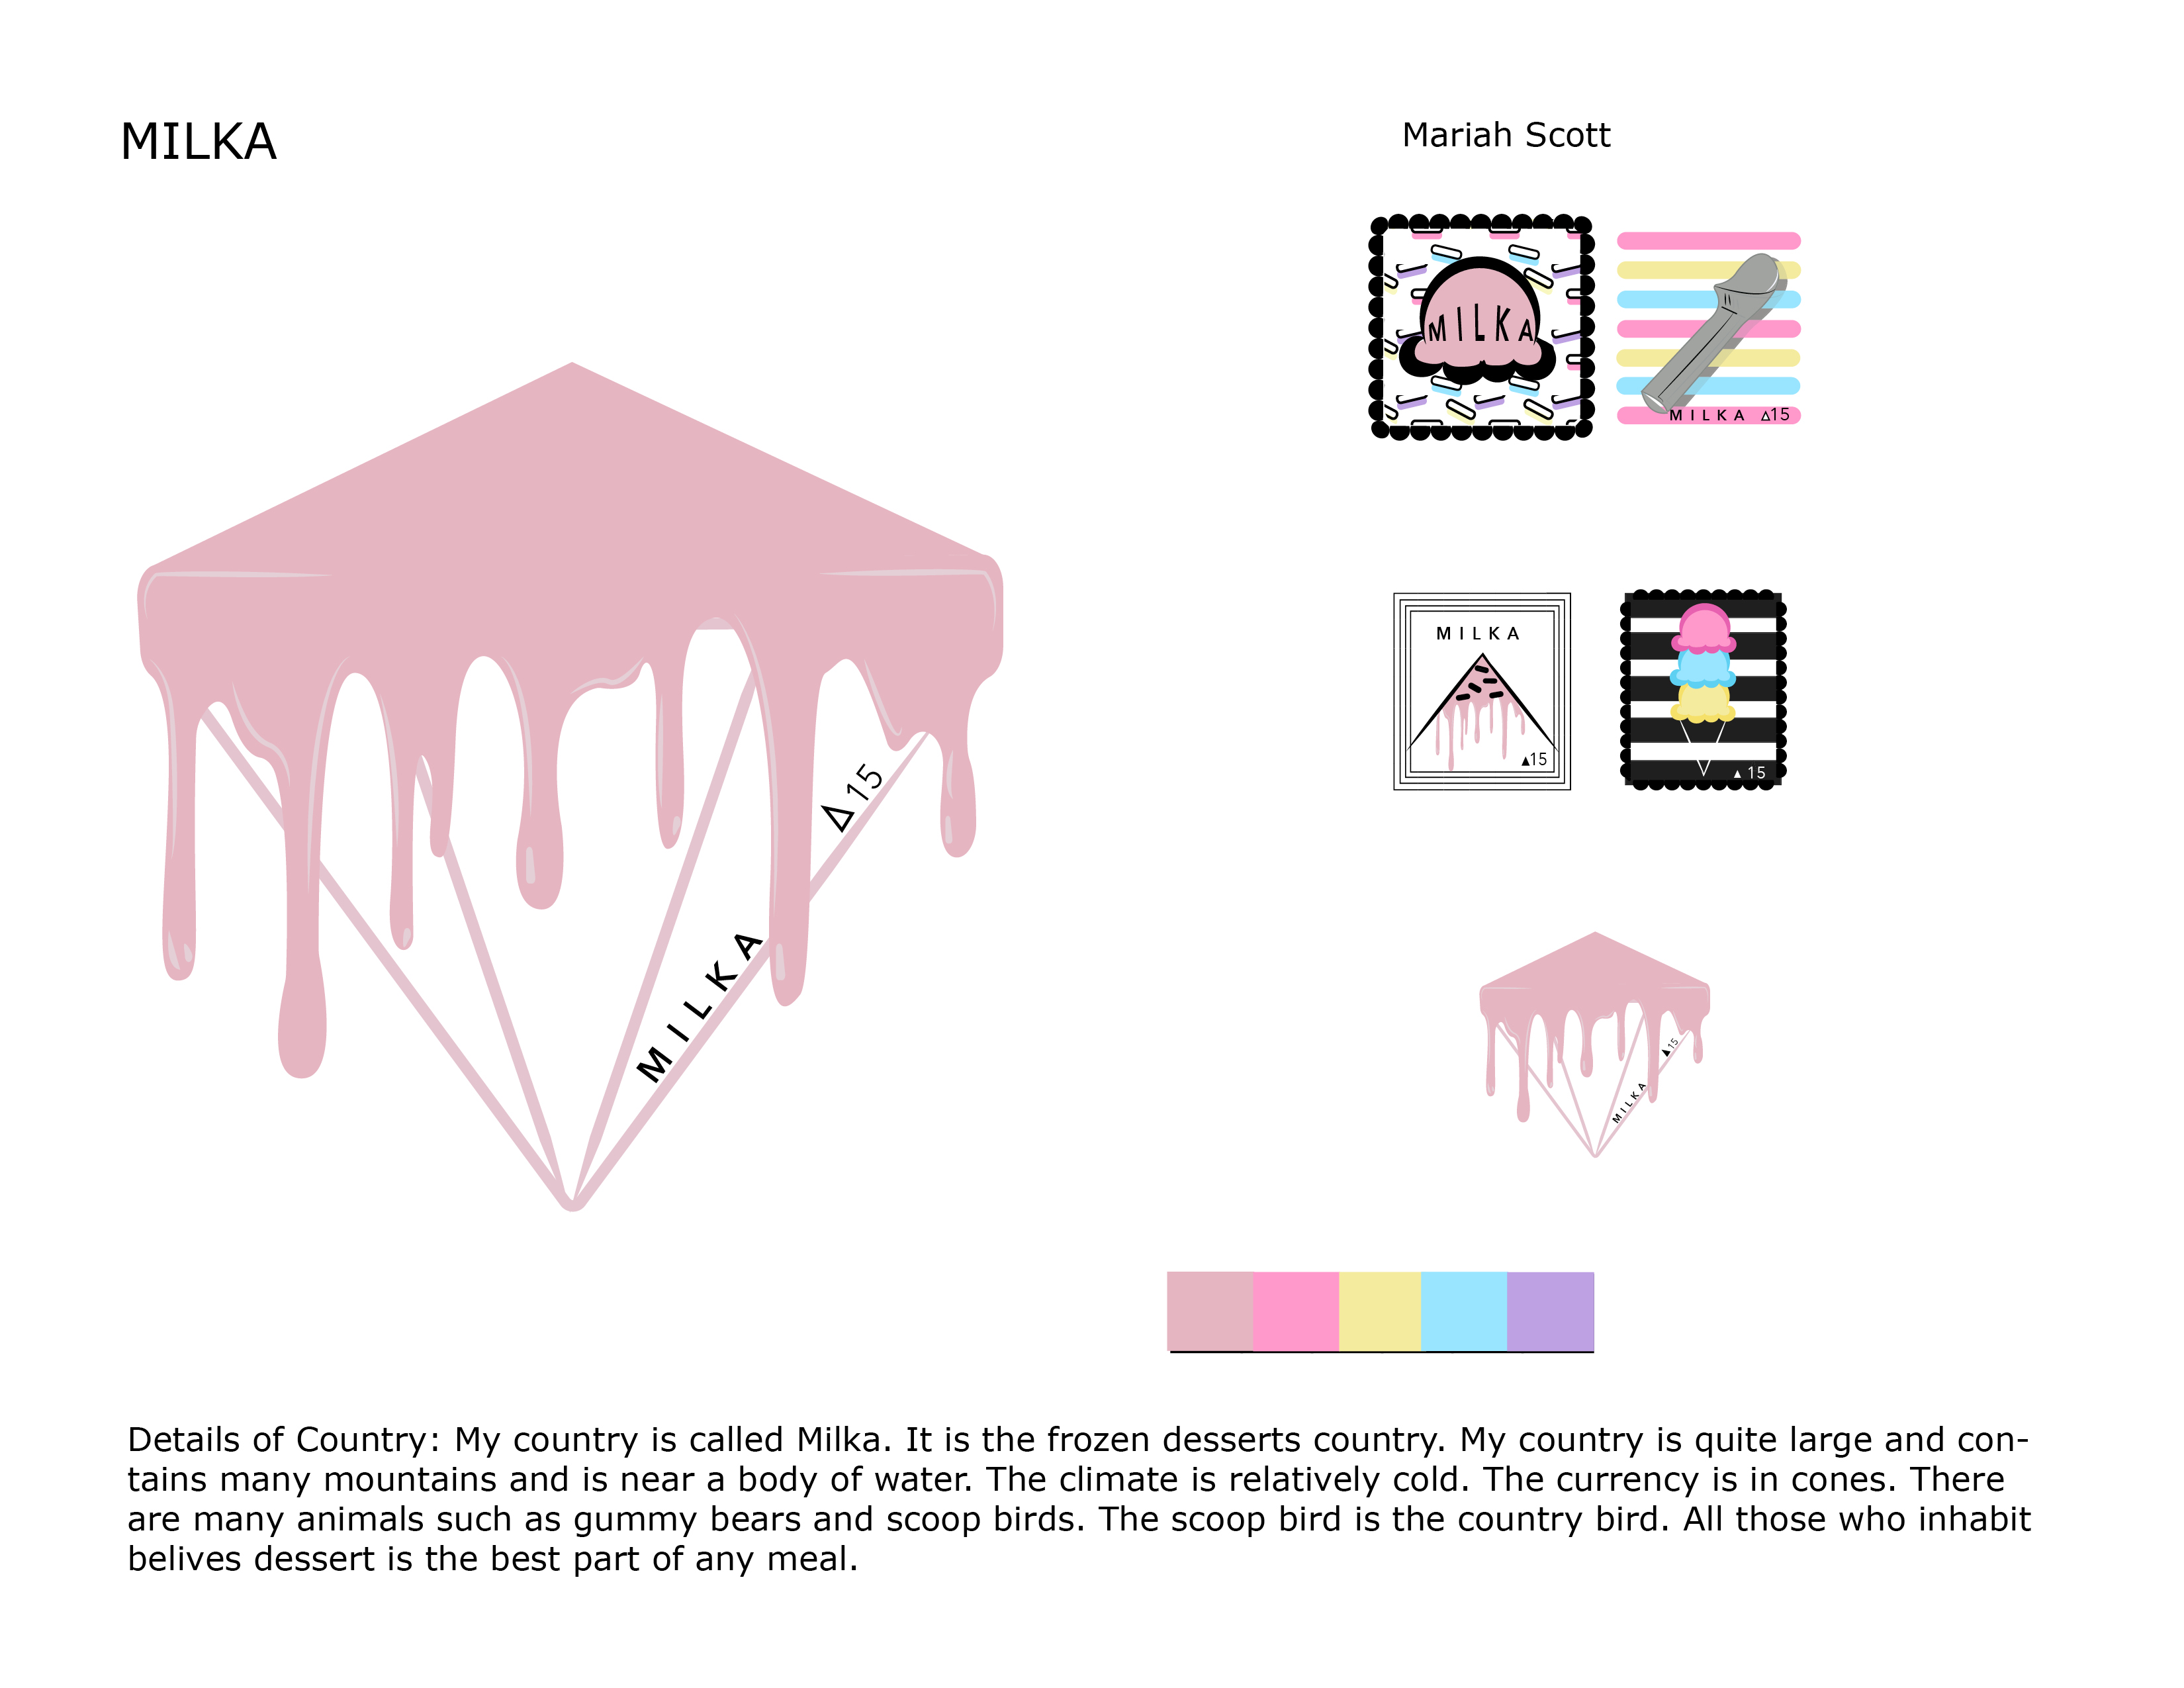 MILKA
Mariah Scott
MILKA
MILKA △15
MILKA
▲15
▲ 15
△ 15
MILKA
▲15
MILKA
Details of Country: My country is called Milka. It is the frozen desserts country. My country is quite large and con-
tains many mountains and is near a body of water. The climate is relatively cold. The currency is in cones. There
are many animals such as gummy bears and scoop birds. The scoop bird is the country bird. All those who inhabit
belives dessert is the best part of any meal.